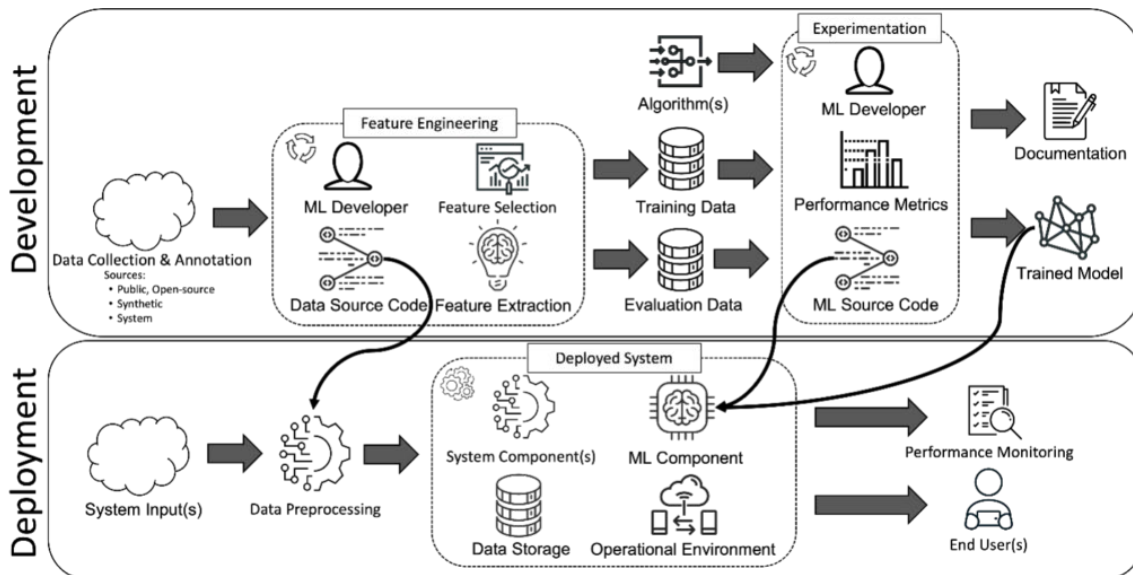 Development
Experimentation
Algorithm(s)
ML Developer
Feature Engineering
Documentation
ML Developer
Feature Selection
Training Data
Performance Metrics
Data Collection & Annotation
Sources:
• Public, Open-source
• Synthetic
• System
Data Source Code
Feature Extraction
Evaluation Data
ML Source Code
Trained Model
Deployment
Deployed System
System Component(s)
ML Component
Performance Monitoring
System Input(s)
Data Preprocessing
Data Storage
Operational Environment
End User(s)